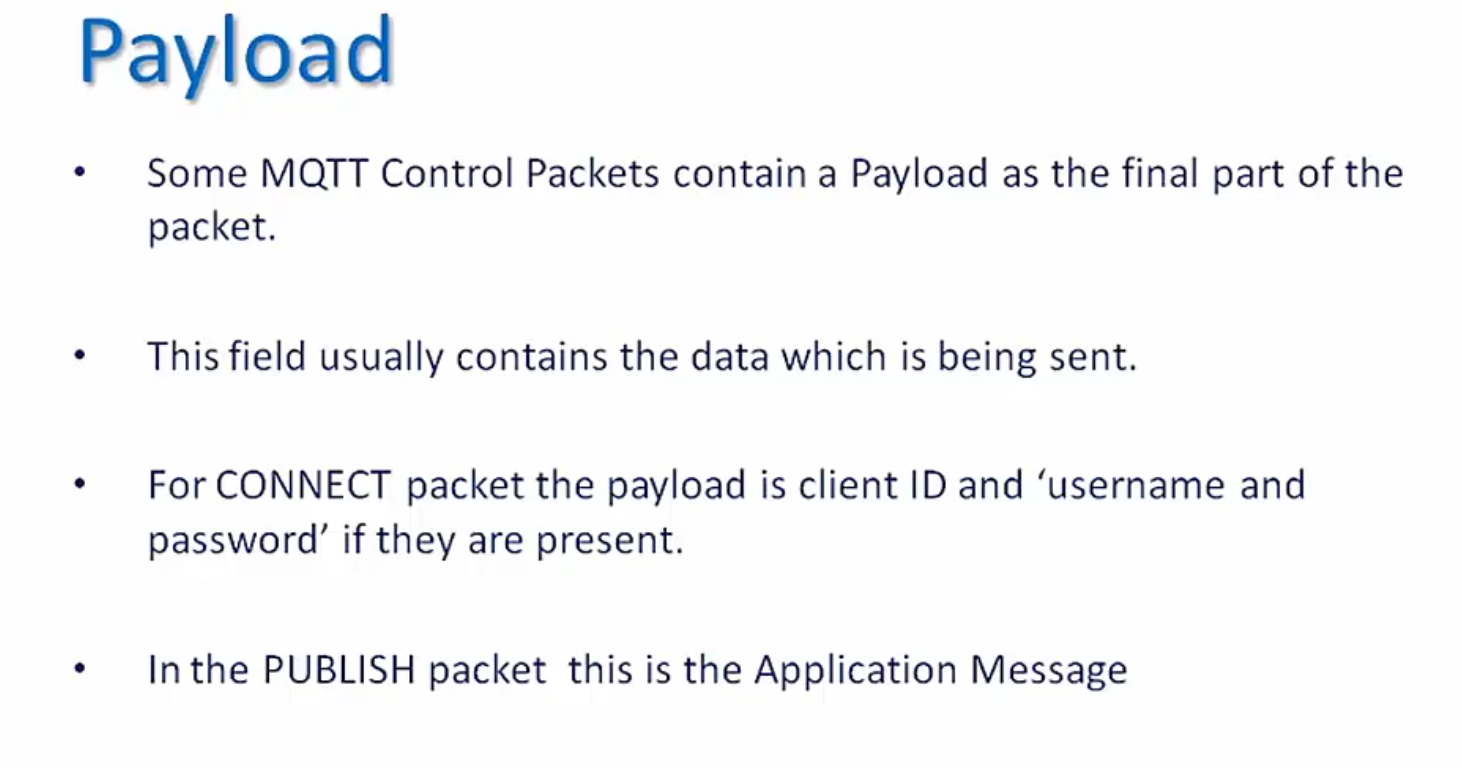 Payload
• Some MQTT Control Packets contain a Payload as the final part of the
packet.
• This field usually contains the data which is being sent.
• For CONNECT packet the payload is client ID and ‘username and
password’ if they are present.
• In the PUBLISH packet  this is the Application Message